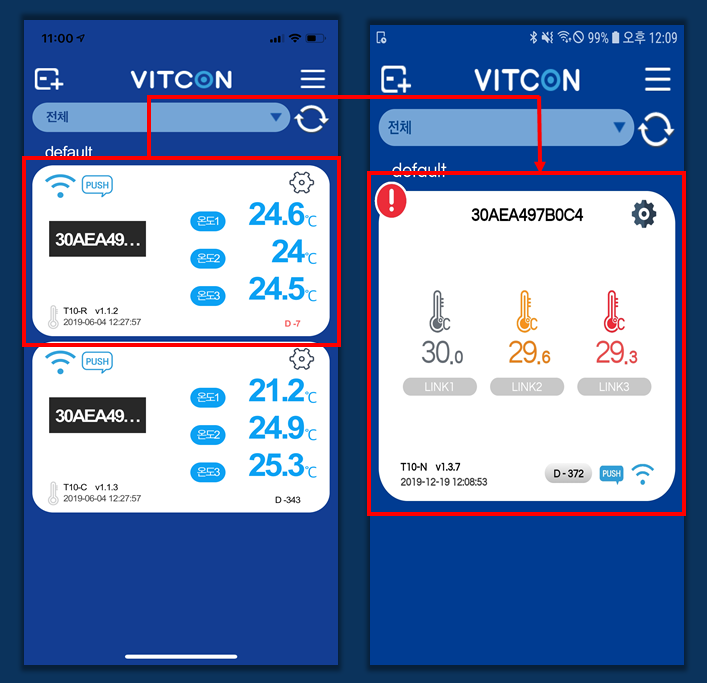 11:00
VITCON
전체
default
PUSH
30AEA49...
온도1
24.6℃
온도2
24℃
온도3
24.5℃
T10-R v1.1.2
2019-06-04 12:27:57
D -7
PUSH
30AEA49...
온도1
21.2℃
온도2
24.9℃
온도3
25.3℃
T10-C v1.1.3
2019-06-04 12:27:57
D -343
99% 오후 12:09
VITCON
전체
default
!
30AEA497B0C4
℃ ℃ ℃
30.0 29.6 29.3
LINK1 LINK2 LINK3
T10-N v1.3.7
2019-12-19 12:08:53
D - 372
PUSH